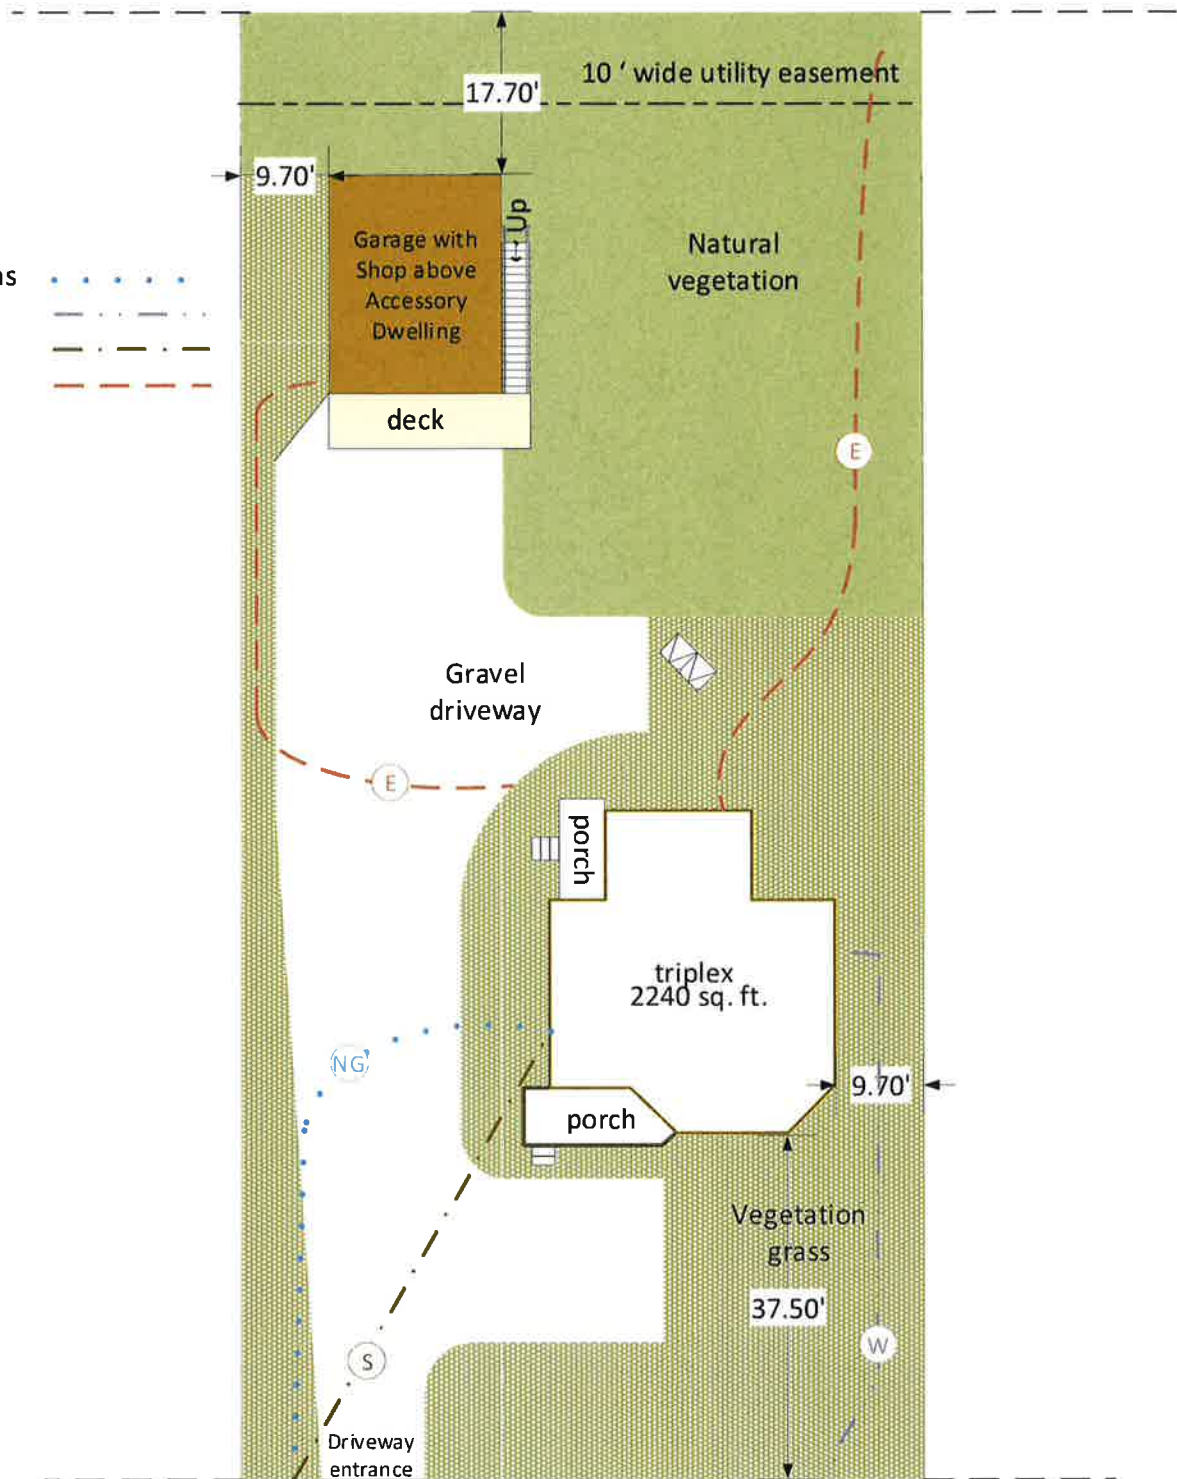 10 ' wide utility easement
17.70'
9.70'
Up
Garage with
Shop above
Accessory
Dwelling
Natural
vegetation
deck
E
Gravel
driveway
E
porch
triplex
2240 sq. ft.
NG
9.70'
porch
Vegetation
grass
37.50'
W
S
Driveway
entrance